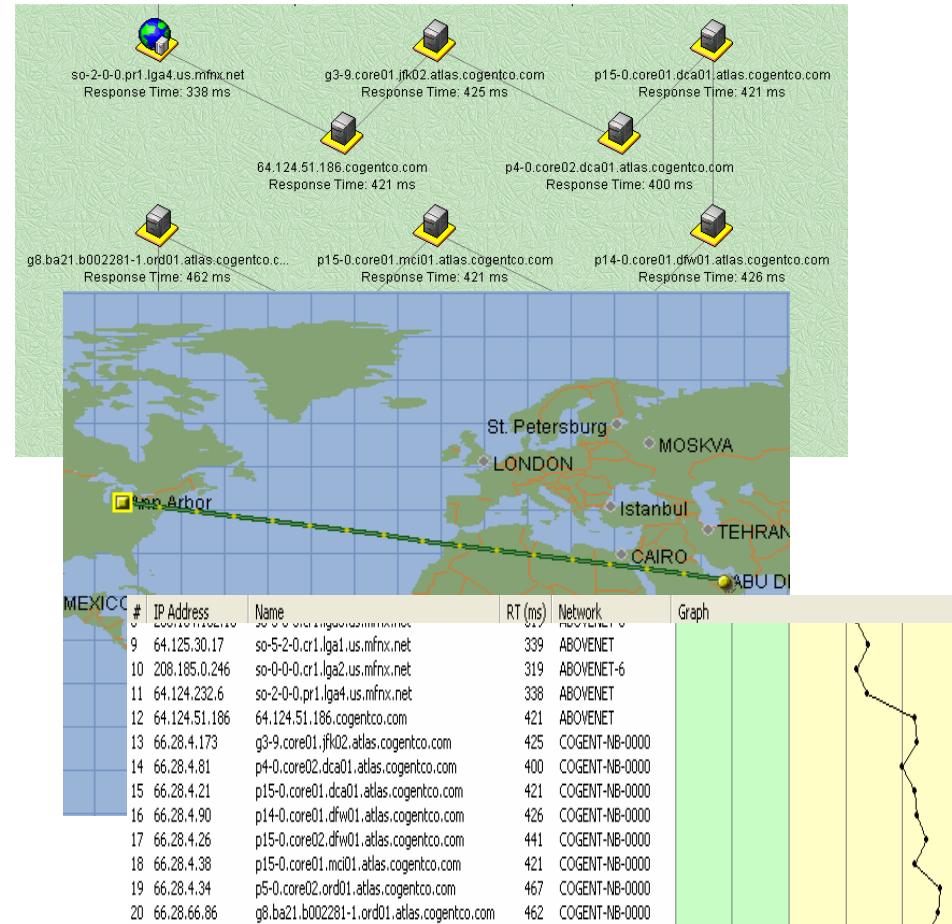 so-2-0-0.pr1.lga4.us.mfnx.net
Response Time: 338 ms
g3-9.core01.jfk02.atlas.cogentco.com
Response Time: 425 ms
p15-0.core01.dca01.atlas.cogentco.com
Response Time: 421 ms
64.124.51.186.cogentco.com
Response Time: 421 ms
p4-0.core02.dca01.atlas.cogentco.com
Response Time: 400 ms
g8.ba21.b002281-1.ord01.atlas.cogentco.c...
Response Time: 462 ms
p15-0.core01.mci01.atlas.cogentco.com
Response Time: 421 ms
p14-0.core01.dfw01.atlas.cogentco.com
Response Time: 426 ms
St. Petersburg
MOSKVA
LONDON
Ann Arbor
Istanbul
TEHRAN
CAIRO
ABU D
MEXICO
# IP Address Name RT (ms) Network Graph
9 64.125.30.17 so-5-2-0.cr1.lga1.us.mfnx.net 339 ABOVENET
10 208.185.0.246 so-0-0-0.cr1.lga2.us.mfnx.net 319 ABOVENET-6
11 64.124.232.6 so-2-0-0.pr1.lga4.us.mfnx.net 338 ABOVENET
12 64.124.51.186 64.124.51.186.cogentco.com 421 ABOVENET
13 66.28.4.173 g3-9.core01.jfk02.atlas.cogentco.com 425 COGENT-NB-0000
14 66.28.4.81 p4-0.core02.dca01.atlas.cogentco.com 400 COGENT-NB-0000
15 66.28.4.21 p15-0.core01.dca01.atlas.cogentco.com 421 COGENT-NB-0000
16 66.28.4.90 p14-0.core01.dfw01.atlas.cogentco.com 426 COGENT-NB-0000
17 66.28.4.26 p15-0.core02.dfw01.atlas.cogentco.com 441 COGENT-NB-0000
18 66.28.4.38 p15-0.core01.mci01.atlas.cogentco.com 421 COGENT-NB-0000
19 66.28.4.34 p5-0.core02.ord01.atlas.cogentco.com 467 COGENT-NB-0000
20 66.28.66.86 g8.ba21.b002281-1.ord01.atlas.cogentco.com 462 COGENT-NB-0000